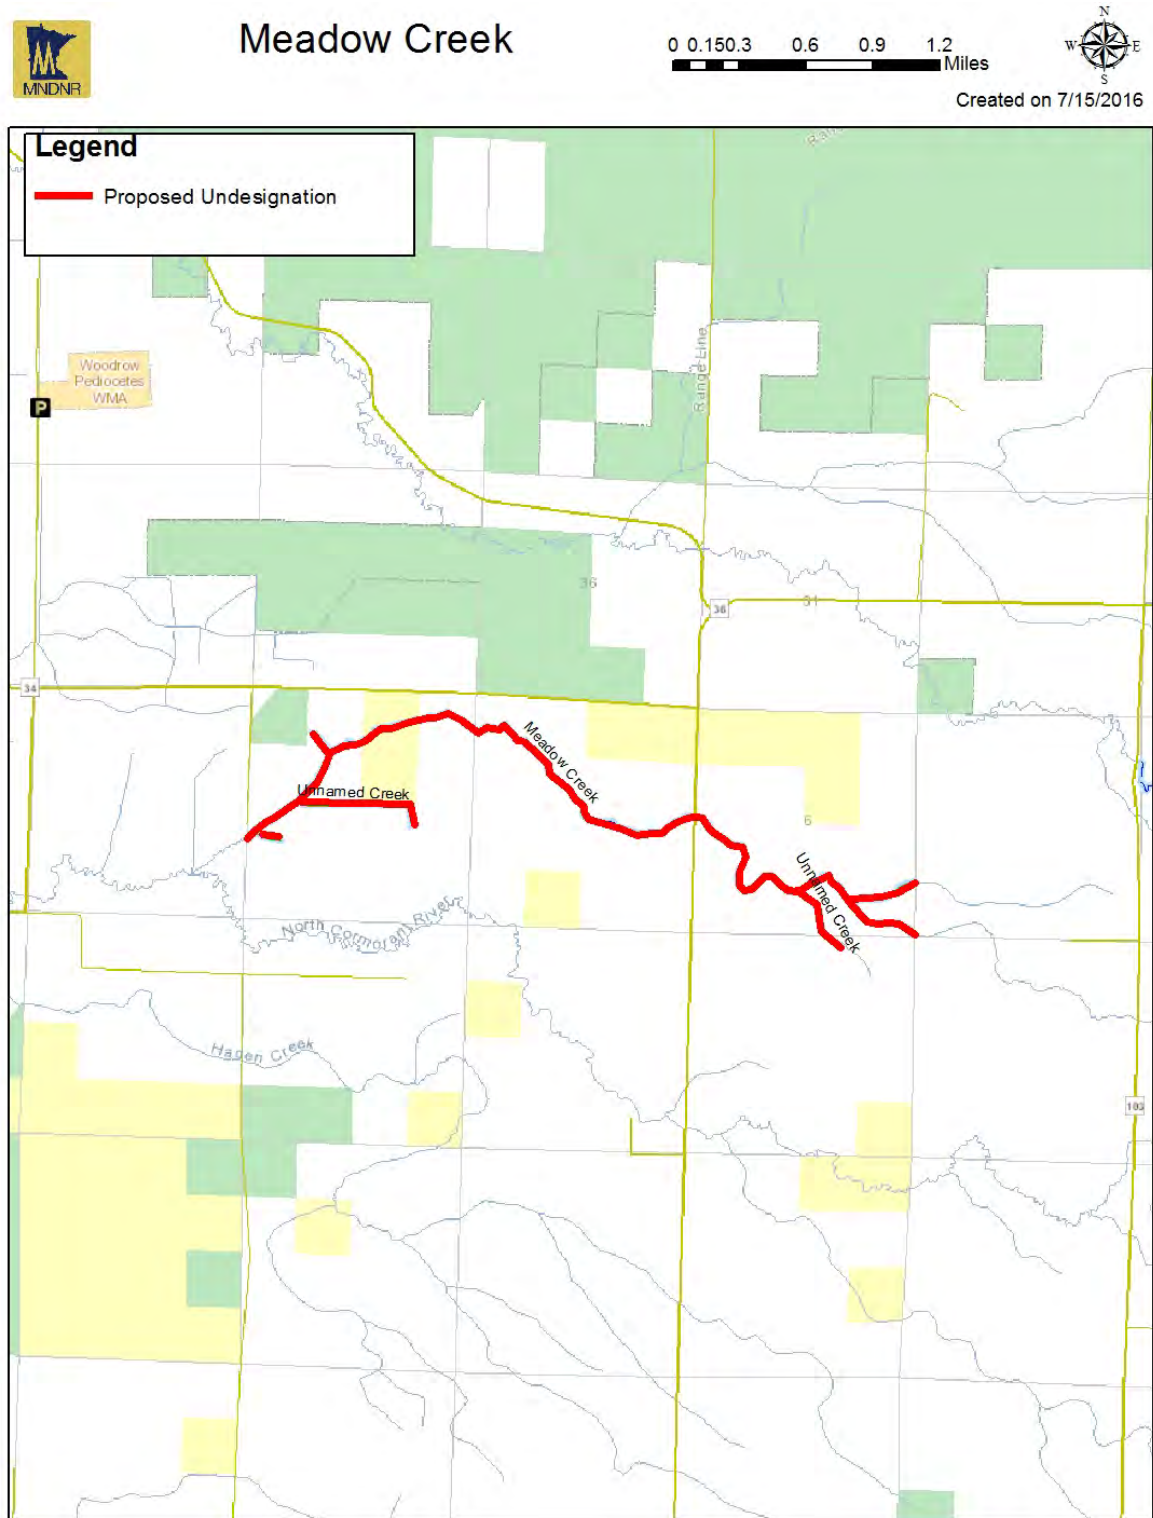 Meadow Creek
MNDNR
0 0.150.3 0.6 0.9 1.2
Miles
N
W E
S
Created on 7/15/2016
Legend
Proposed Undesignation
Woodrow
Pediocetes
WMA
P
Range Line
36
31
36
34
Meadow Creek
Unnamed Creek
6
Unnamed Creek
North Cormorant River
Hagen Creek